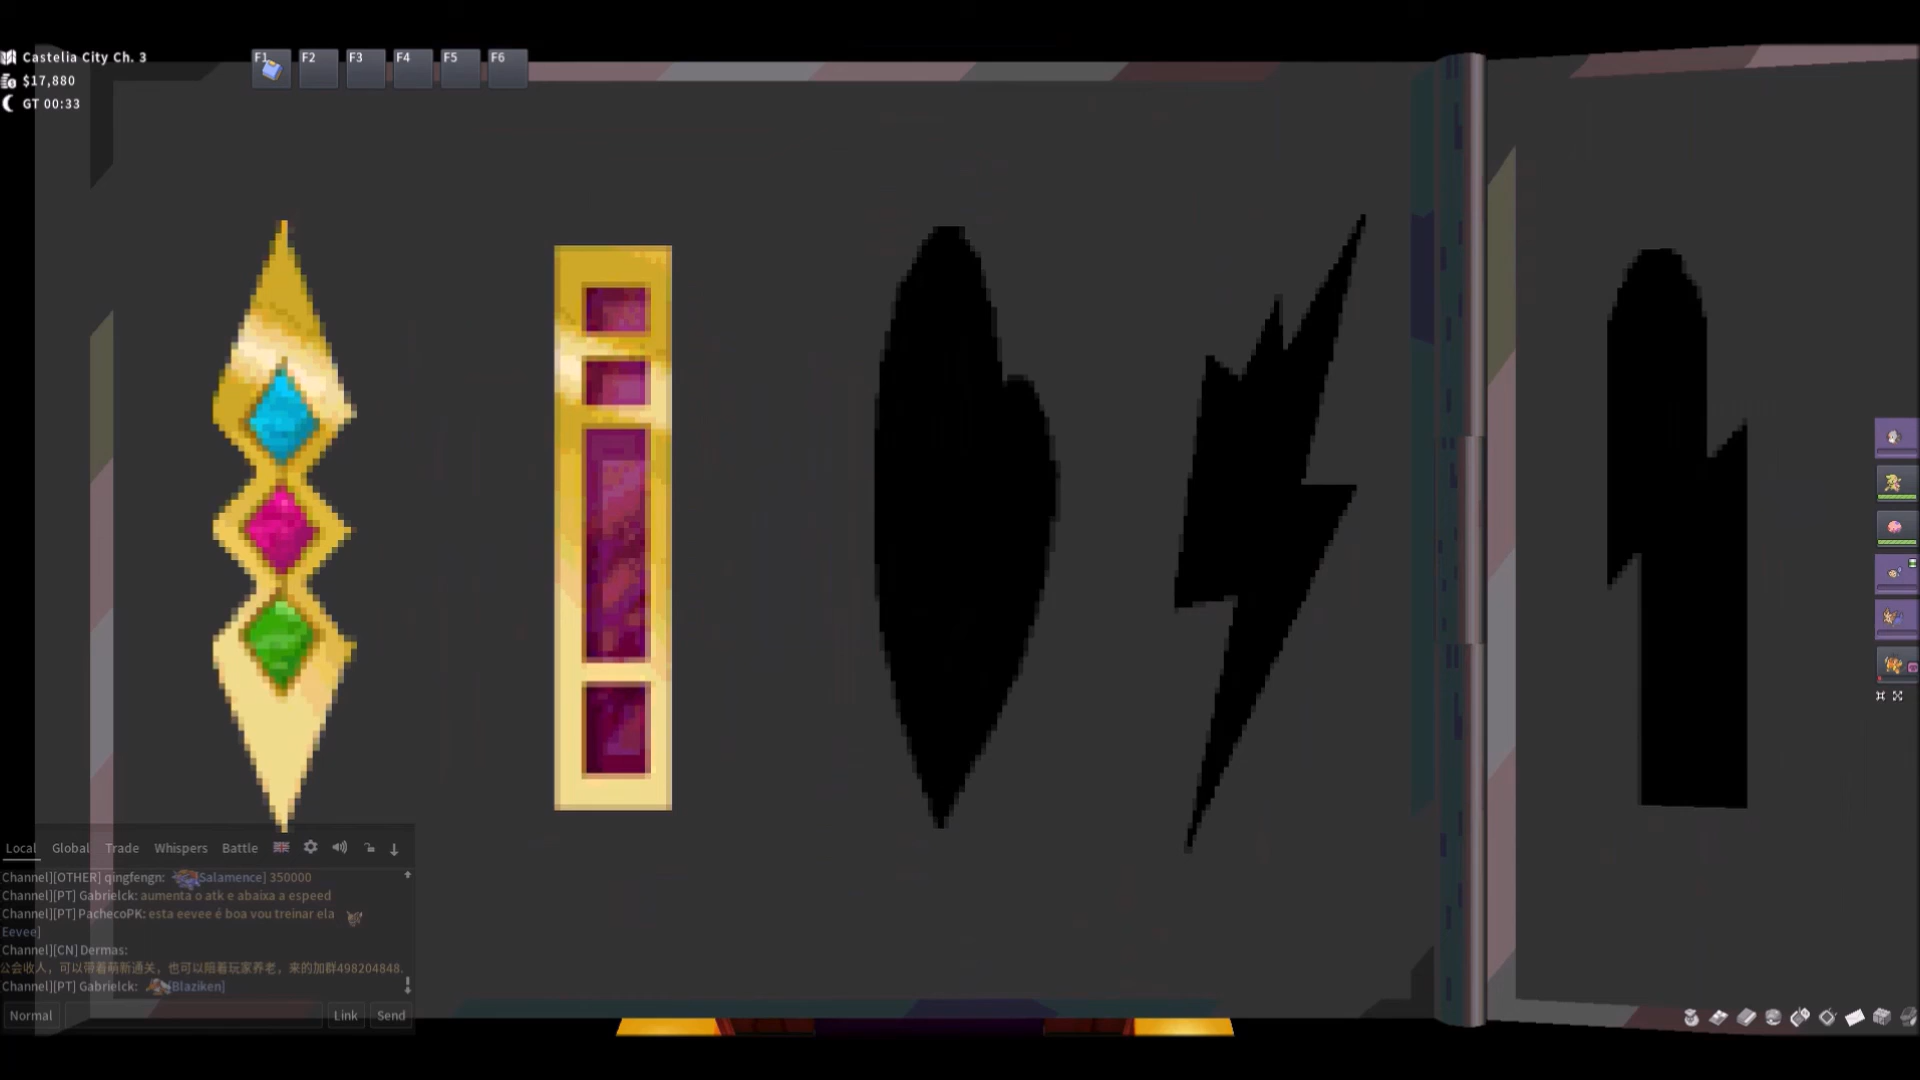 Castelia City Ch. 3
$17,880
GT 00:33
F1
F2
F3
F4
F5
F6
Local Global Trade Whispers Battle
Channel][OTHER] qingfengn: [Salamence] 350000
Channel][PT] Gabrielck: aumenta o atk e abaixa a espeed
Channel][PT] PachecoPK: esta eevee é boa vou treinar ela
Eevee]
Channel][CN] Dermas:
公会收人，可以带着萌新通关，也可以陪着玩家养老，来的加群498204848.
Channel][PT] Gabrielck: [Blaziken]
Normal
Link
Send